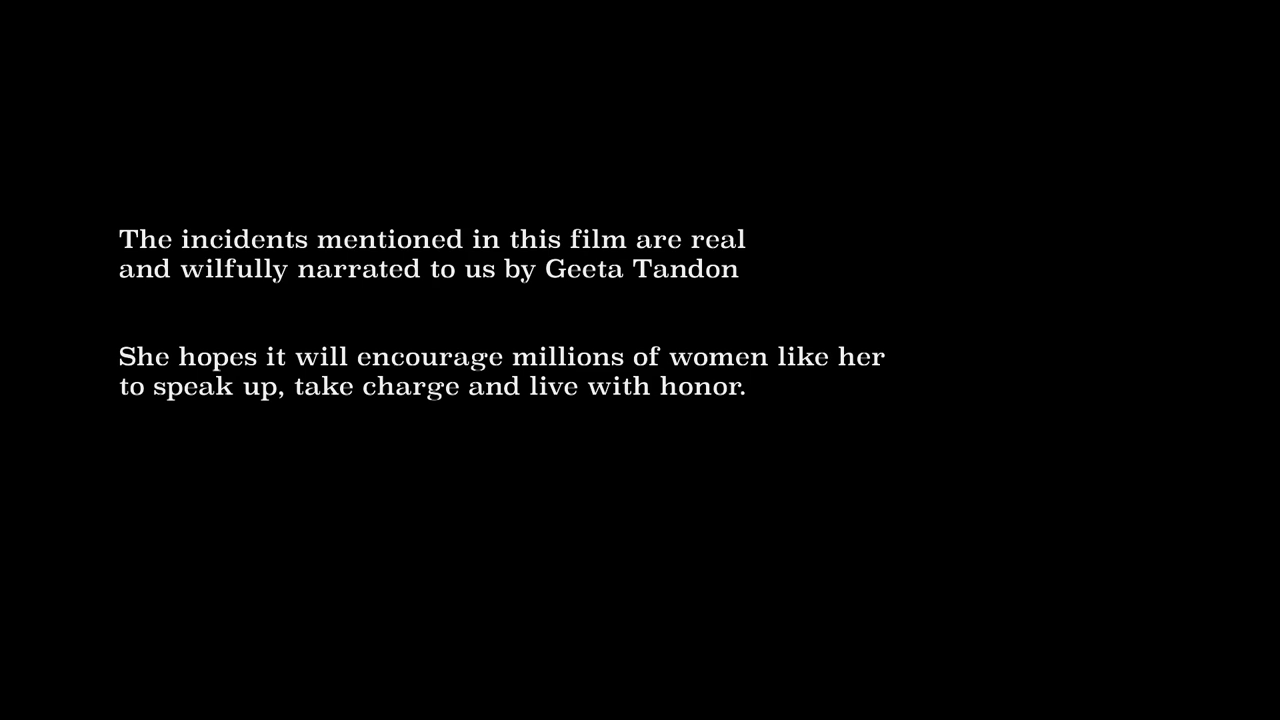 The incidents mentioned in this film are real
and wilfully narrated to us by Geeta Tandon
She hopes it will encourage millions of women like her
to speak up, take charge and live with honor.